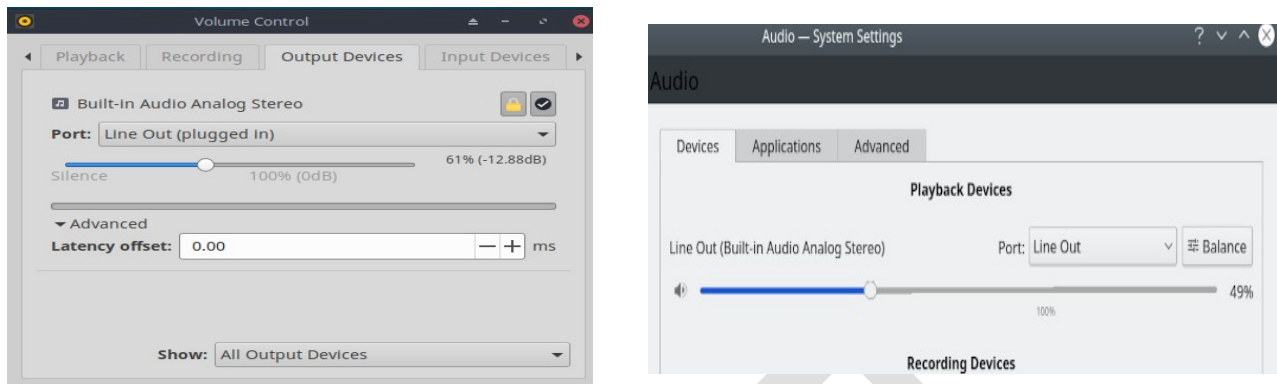 Volume Control
Playback Recording Output Devices Input Devices
Built-in Audio Analog Stereo
Port: Line Out (plugged in)
61% (-12.88dB)
Silence 100% (0dB)
Advanced
Latency offset: 0.00 ms
Show: All Output Devices
Audio — System Settings
Audio
Devices Applications Advanced
Playback Devices
Line Out (Built-in Audio Analog Stereo) Port: Line Out Balance
49%
100%
Recording Devices